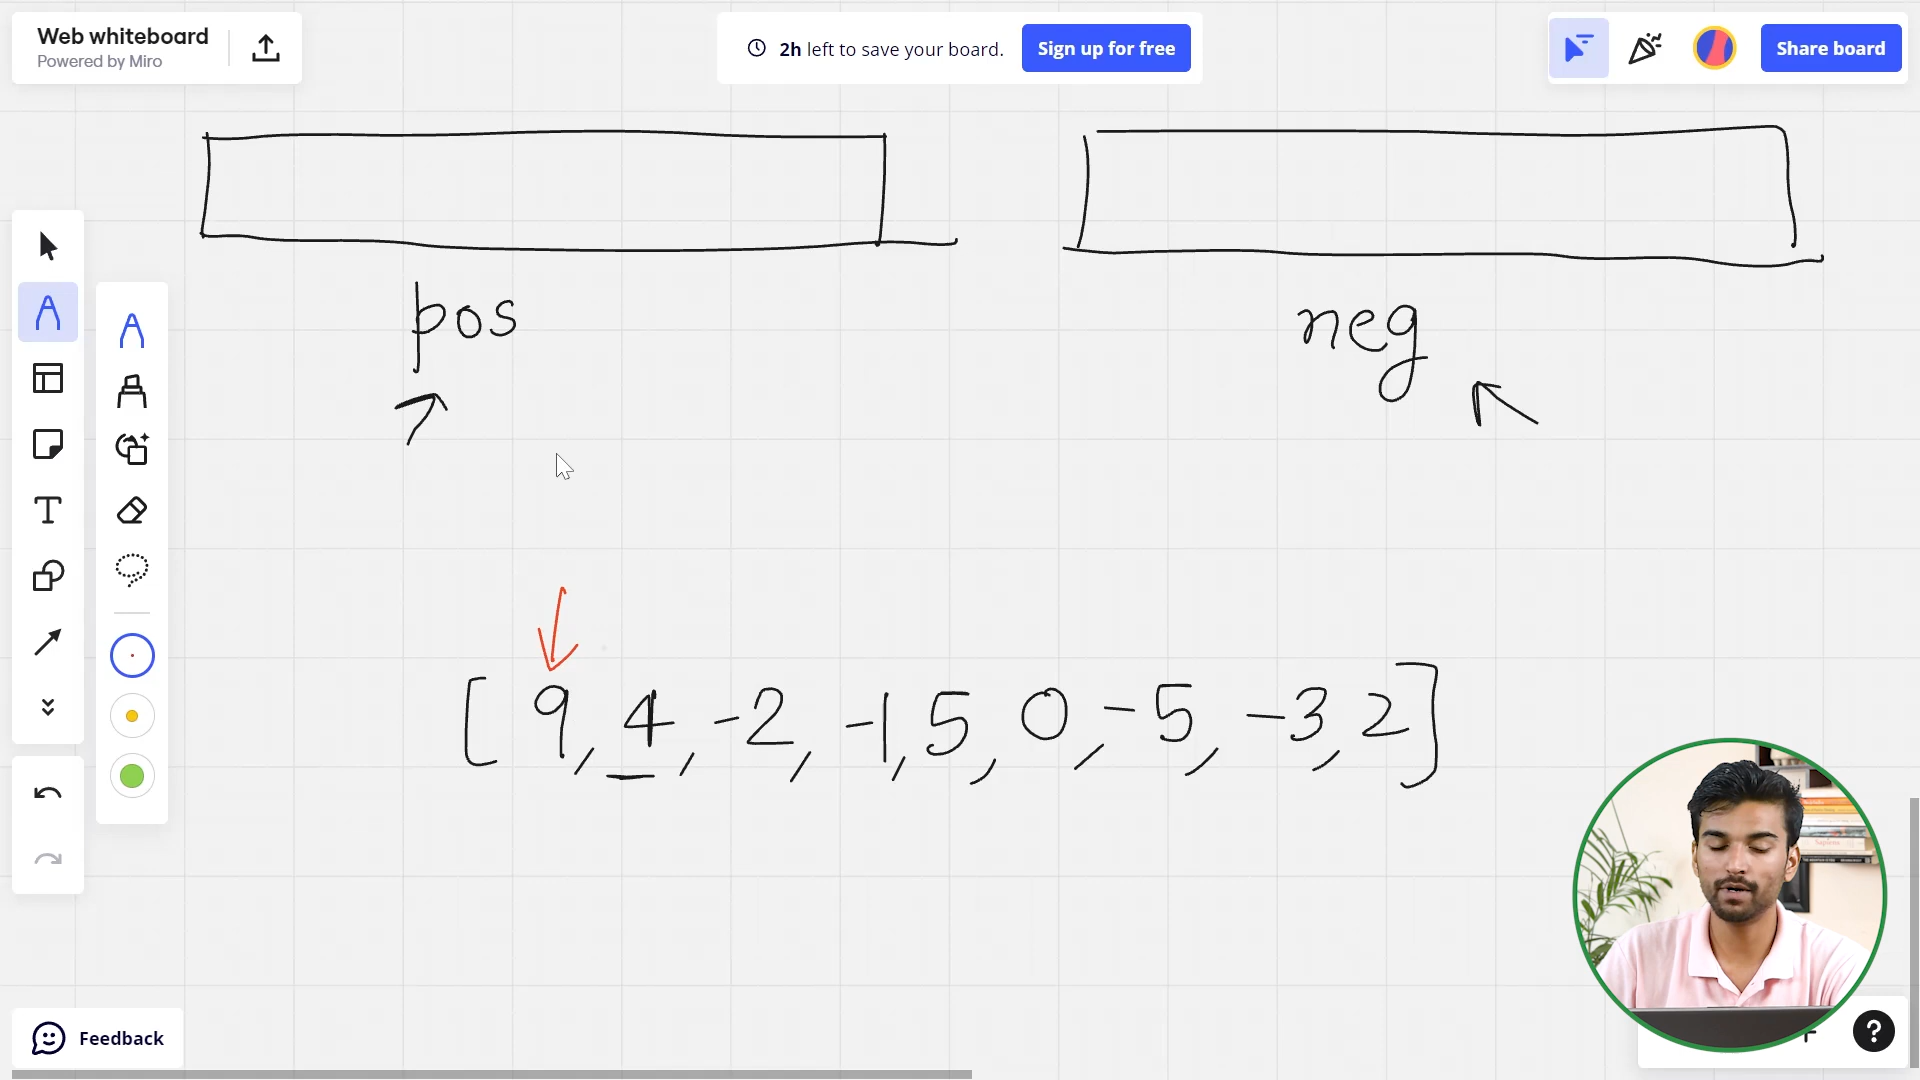 Web whiteboard
Powered by Miro
2h left to save your board.
Sign up for free
Share board
pos
neg
[ 9, 4, -2, -1, 5, 0, -5, -3, 2]
Feedback